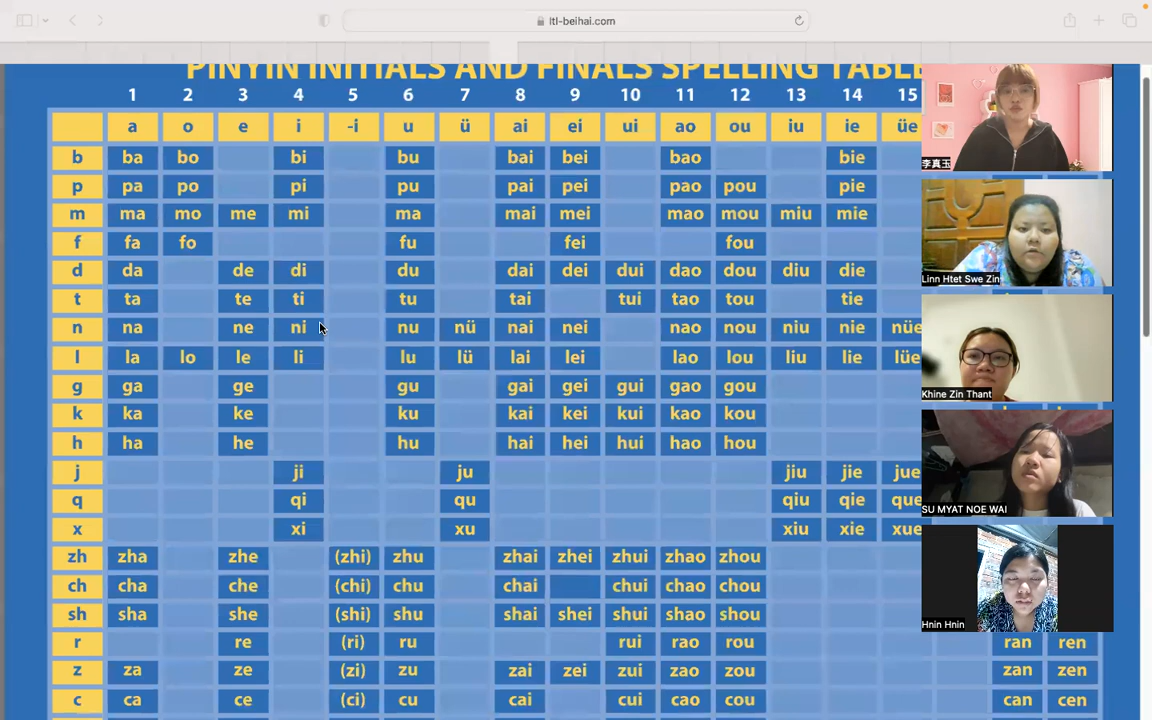 ltl-beihai.com
PINYIN INITIALS AND FINALS SPELLING TABLE
1 2 3 4 5 6 7 8 9 10 11 12 13 14 15
a o e i -i u ü ai ei ui ao ou iu ie üe
b ba bo bi bu bai bei bao bie
p pa po pi pu pai pei pao pou pie
m ma mo me mi ma mai mei mao mou miu mie
f fa fo fu fei fou
d da de di du dai dei dui dao dou diu die
t ta te ti tu tai tui tao tou tie
n na ne ni nu nü nai nei nao nou niu nie nüe
l la lo le li lu lü lai lei lao lou liu lie lüe
g ga ge gu gai gei gui gao gou
k ka ke ku kai kei kui kao kou
h ha he hu hai hei hui hao hou
j ji ju jiu jie jue
q qi qu qiu qie que
x xi xu xiu xie xue
zh zha zhe (zhi) zhu zhai zhei zhui zhao zhou
ch cha che (chi) chu chai chui chao chou
sh sha she (shi) shu shai shei shui shao shou
r re (ri) ru rui rao rou ran ren
z za ze (zi) zu zai zei zui zao zou zan zen
c ca ce (ci) cu cai cui cao cou can cen
李真玉
Linn Htet Swe Zin
Khine Zin Thant
SU MYAT NOE WAI
Hnin Hnin